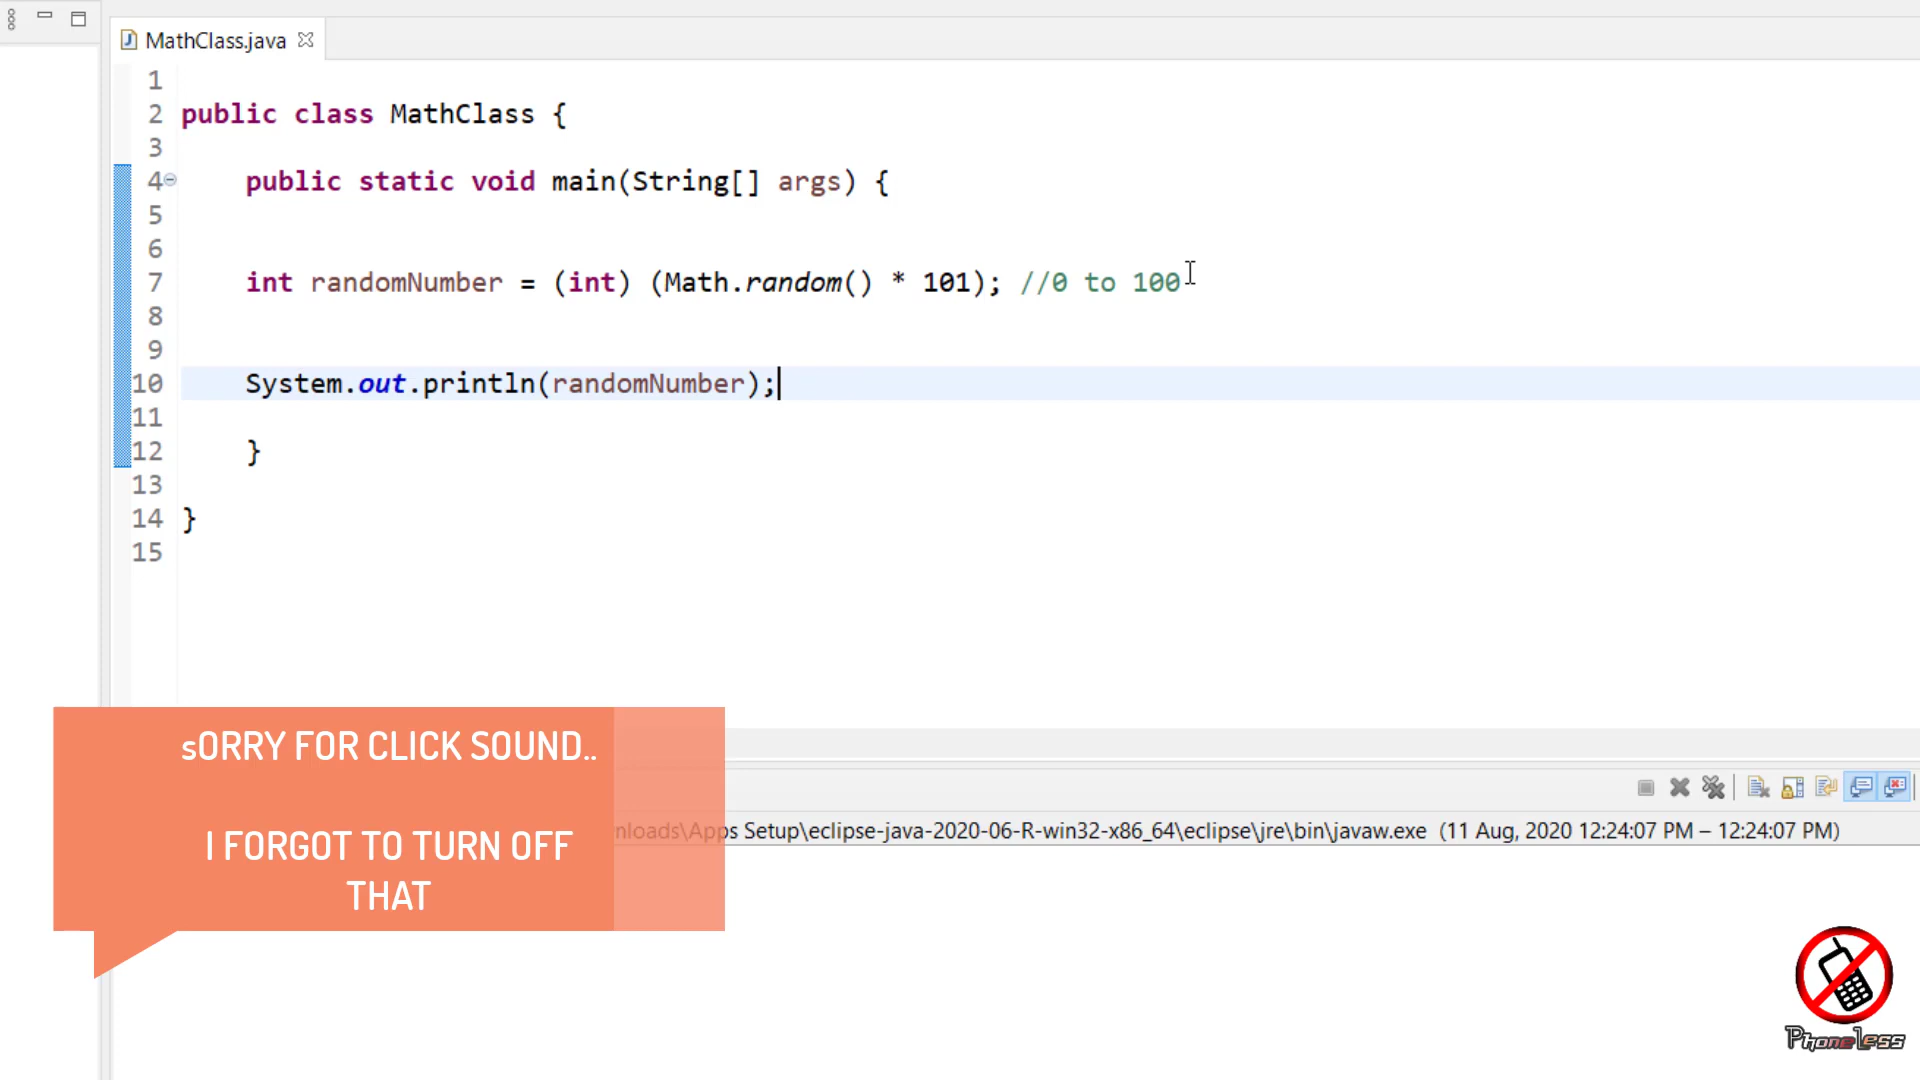 MathClass.java
1
2 public class MathClass {
3
4 public static void main(String[] args) {
5
6
7 int randomNumber = (int) (Math.random() * 101); //0 to 100
8
9
10 System.out.println(randomNumber);
11
12 }
13
14 }
15
sORRY FOR CLICK SOUND..
I FORGOT TO TURN OFF
THAT
nloads\Apps Setup\eclipse-java-2020-06-R-win32-x86_64\eclipse\jre\bin\javaw.exe (11 Aug, 2020 12:24:07 PM – 12:24:07 PM)
PhoneLess